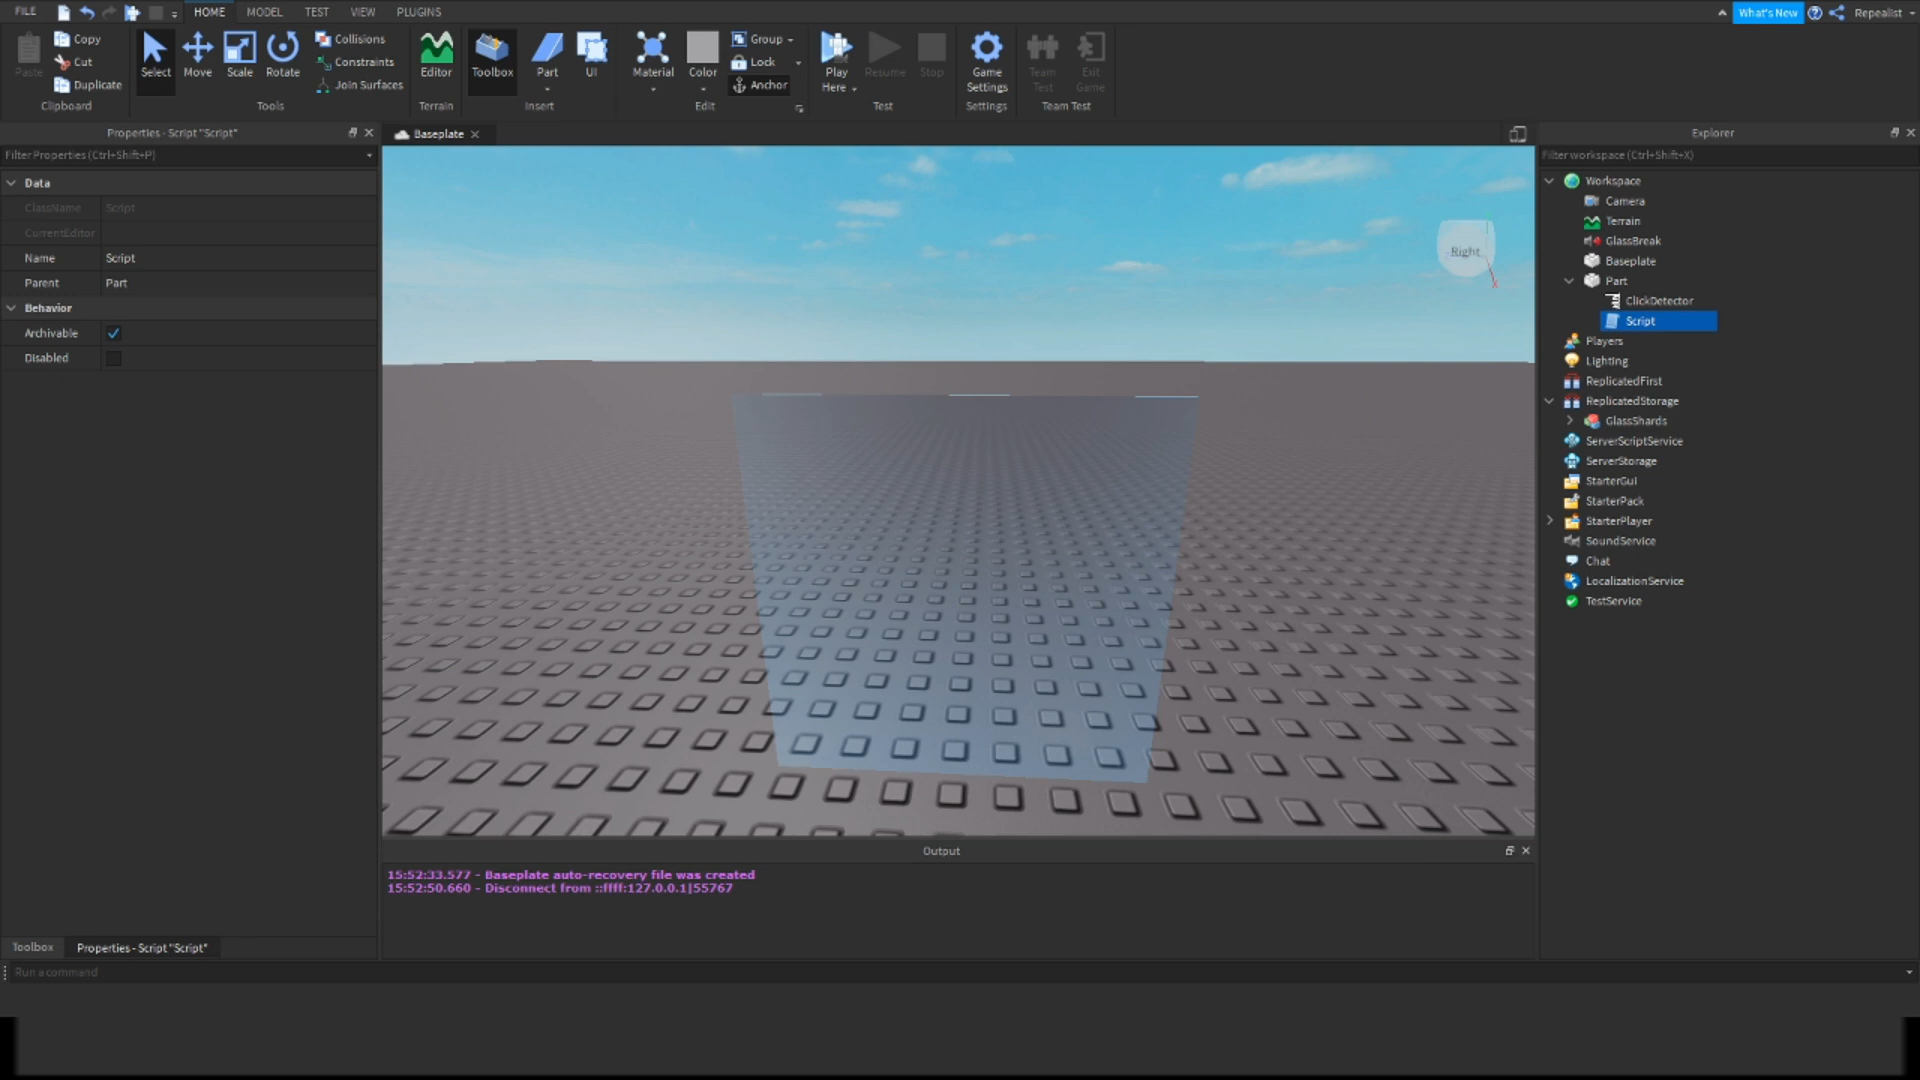 FILE
HOME
MODEL
TEST
VIEW
PLUGINS
What's New
Repealist
Paste
Copy
Cut
Duplicate
Clipboard
Select
Move
Scale
Rotate
Collisions
Constraints
Join Surfaces
Tools
Editor
Terrain
Toolbox
Part
UI
Insert
Material
Color
Group
Lock
Anchor
Edit
Play
Here
Resume
Stop
Test
Game
Settings
Settings
Team
Test
Exit
Game
Team Test
Properties - Script "Script"
Filter Properties (Ctrl+Shift+P)
Data
ClassName Script
CurrentEditor
Name Script
Parent Part
Behavior
Archivable
Disabled
Toolbox
Properties - Script "Script"
Run a command
Baseplate
Right
X
Output
15:52:33.577 - Baseplate auto-recovery file was created
15:52:50.660 - Disconnect from ::ffff:127.0.0.1|55767
Explorer
Filter workspace (Ctrl+Shift+X)
Workspace
Camera
Terrain
GlassBreak
Baseplate
Part
ClickDetector
Script
Players
Lighting
ReplicatedFirst
ReplicatedStorage
GlassShards
ServerScriptService
ServerStorage
StarterGui
StarterPack
StarterPlayer
SoundService
Chat
LocalizationService
TestService